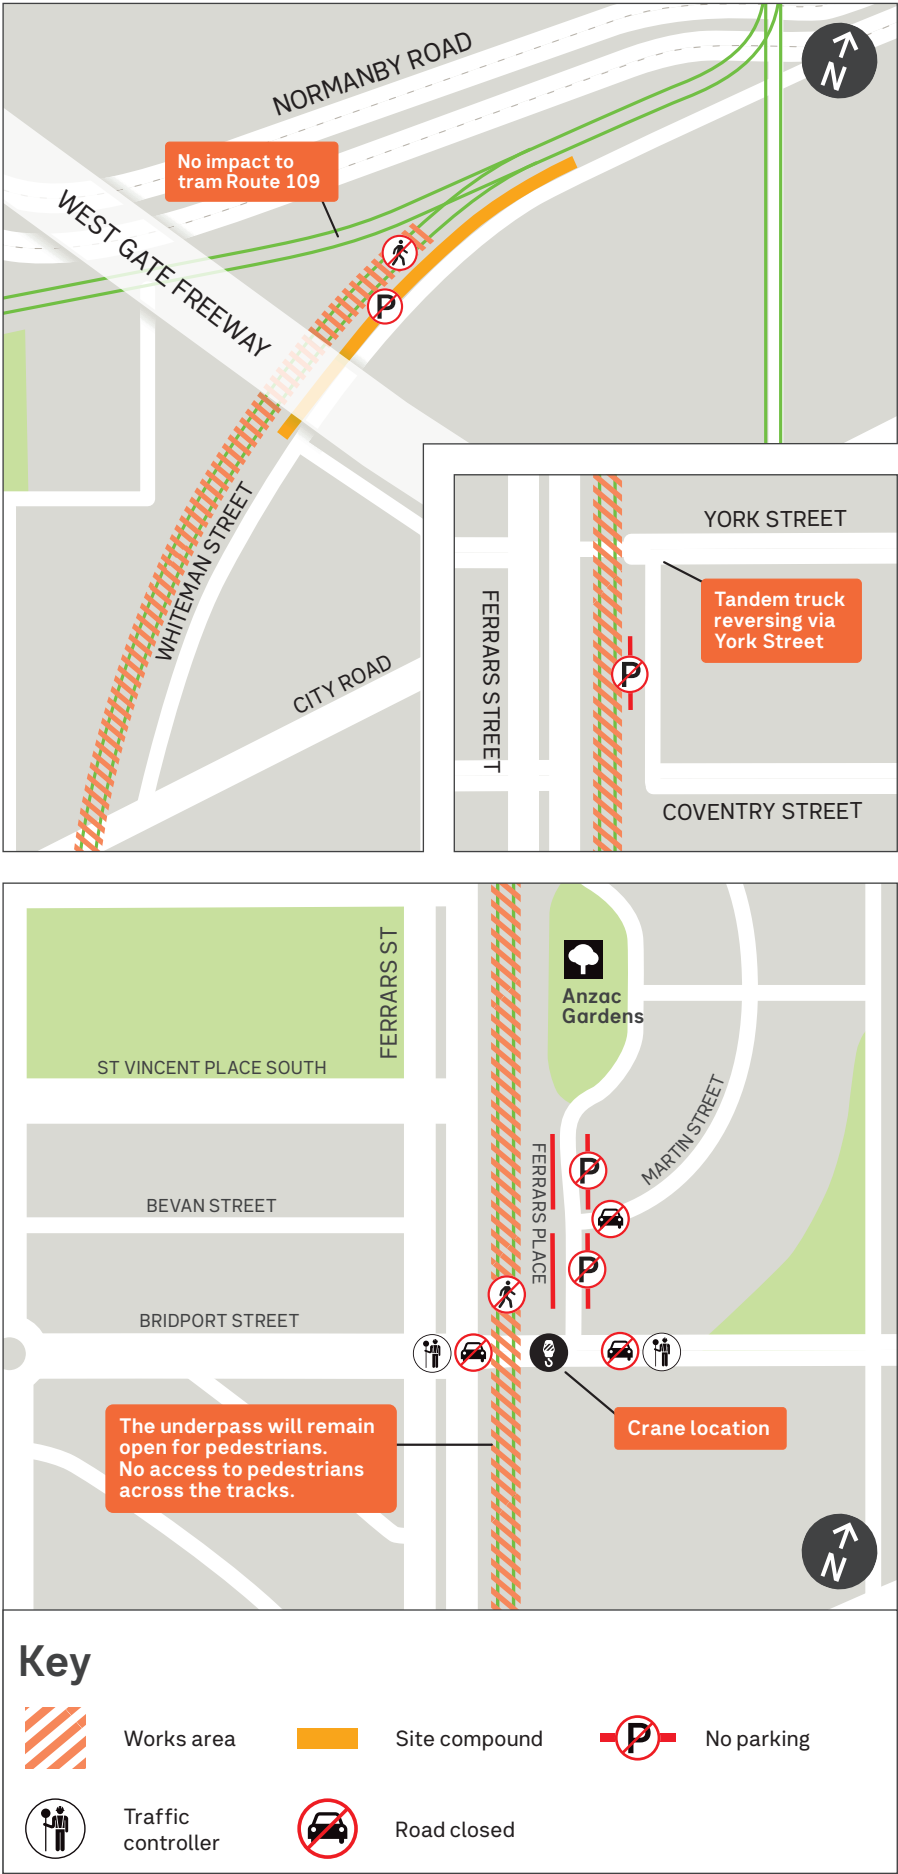 NORMANBY ROAD
N
No impact to
tram Route 109
WEST GATE FREEWAY
P
WHITEMAN STREET
CITY ROAD
YORK STREET
FERRARS STREET
Tandem truck
reversing via
York Street
P
COVENTRY STREET
FERRARS ST
Anzac
Gardens
ST VINCENT PLACE SOUTH
MARTIN STREET
FERRARS PLACE
P
BEVAN STREET
P
BRIDPORT STREET
The underpass will remain
open for pedestrians.
No access to pedestrians
across the tracks.
Crane location
N
Key
Works area
Site compound
P
No parking
Traffic
controller
Road closed